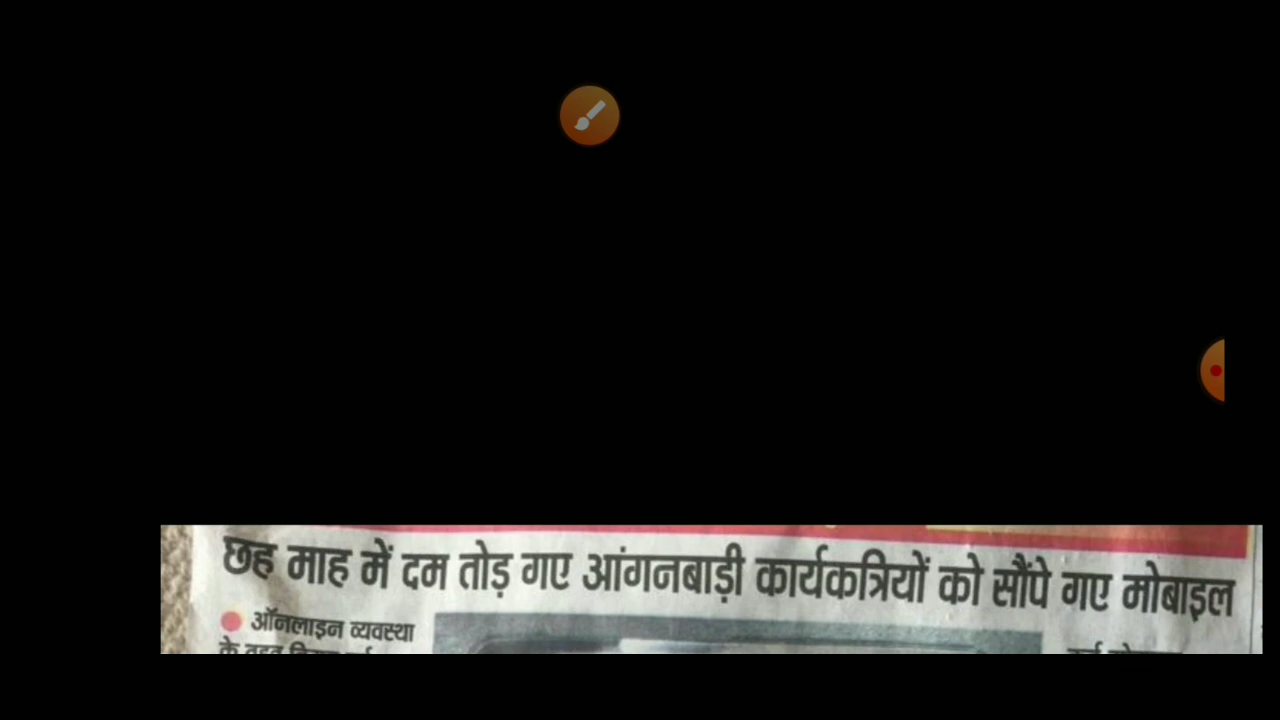 छह माह में दम तोड़ गए आंगनबाड़ी कार्यकत्रियों को सौंपे गए मोबाइल
ऑनलाइन व्यवस्था